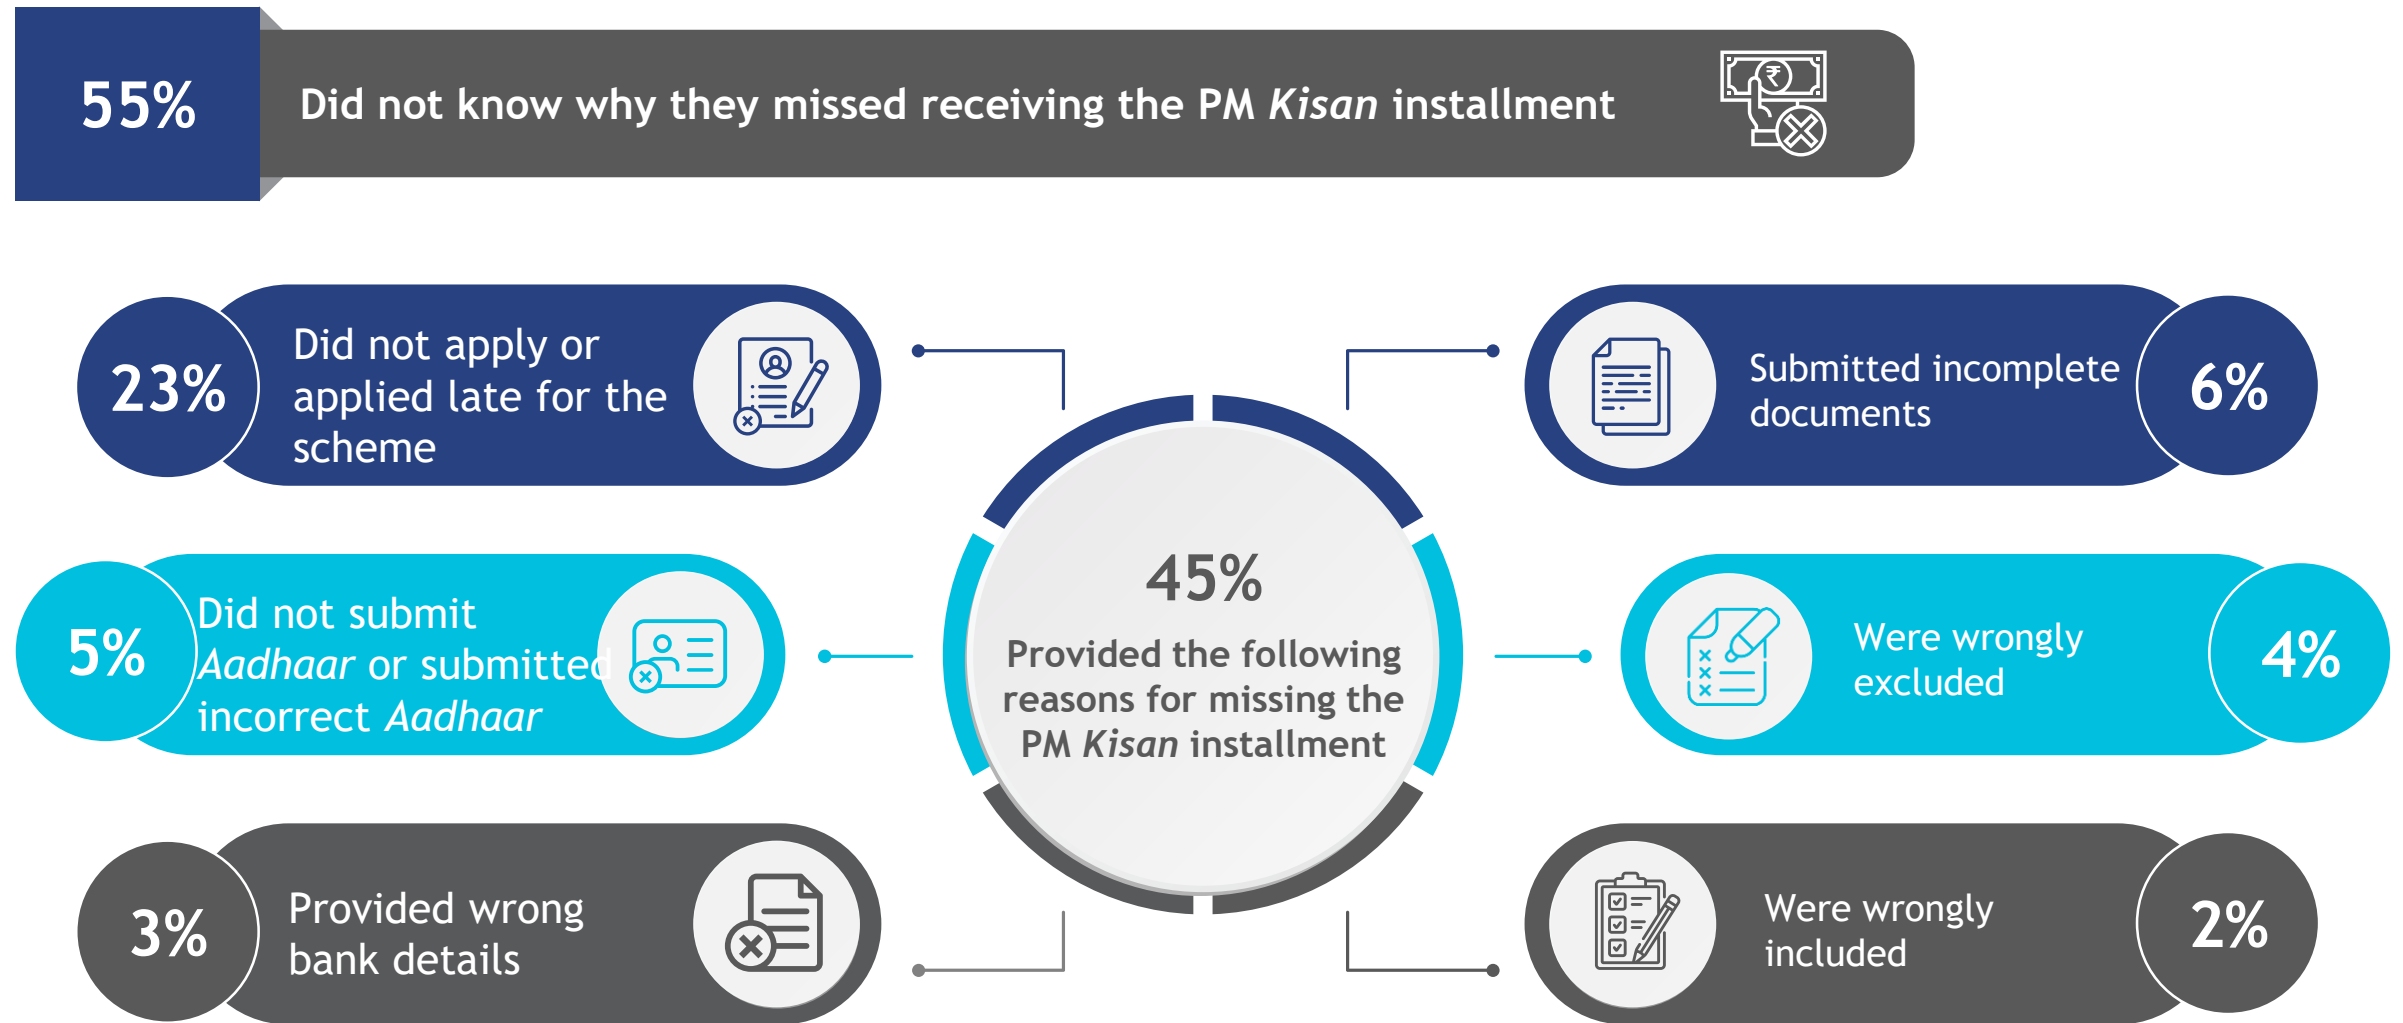 55%
Did not know why they missed receiving the PM Kisan installment
₹
23%
Did not apply or
applied late for the
scheme
5%
Did not submit
Aadhaar or submitted
incorrect Aadhaar
3%
Provided wrong
bank details
45%
Provided the following
reasons for missing the
PM Kisan installment
Submitted incomplete
documents
6%
Were wrongly
excluded
4%
Were wrongly
included
2%